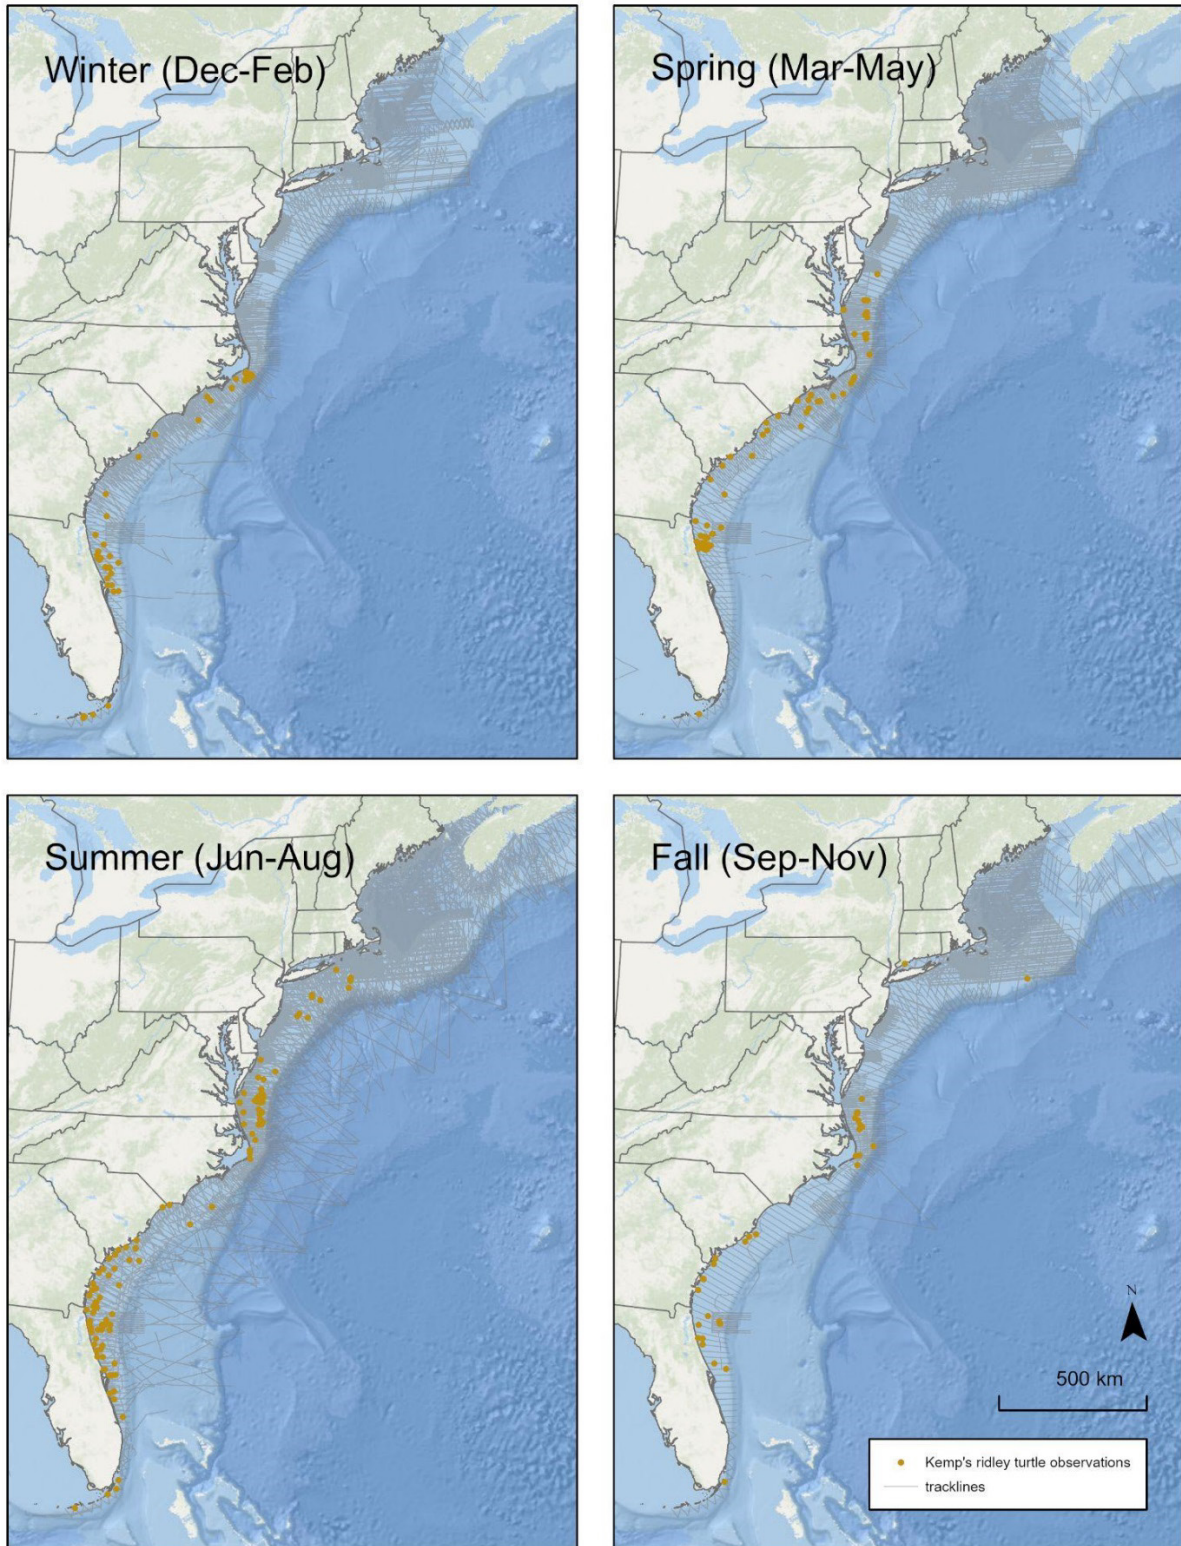 Winter (Dec-Feb)
Spring (Mar-May)
Summer (Jun-Aug)
Fall (Sep-Nov)
N
500 km
Kemp's ridley turtle observations
tracklines